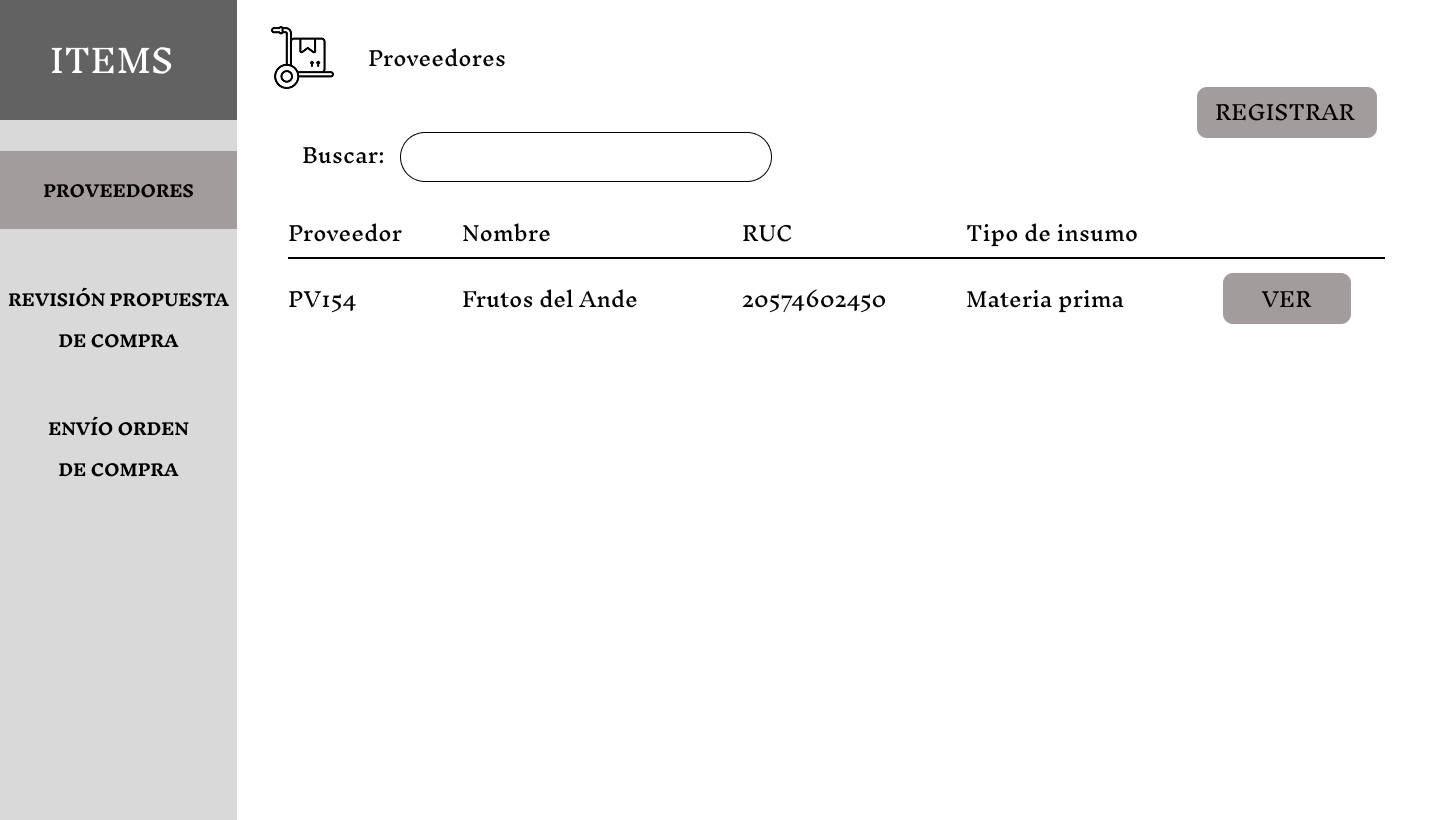 ITEMS
Proveedores
REGISTRAR
Buscar:
PROVEEDORES
Proveedor Nombre RUC Tipo de insumo
PV154 Frutos del Ande 20574602450 Materia prima VER
REVISIÓN PROPUESTA
DE COMPRA
ENVÍO ORDEN
DE COMPRA